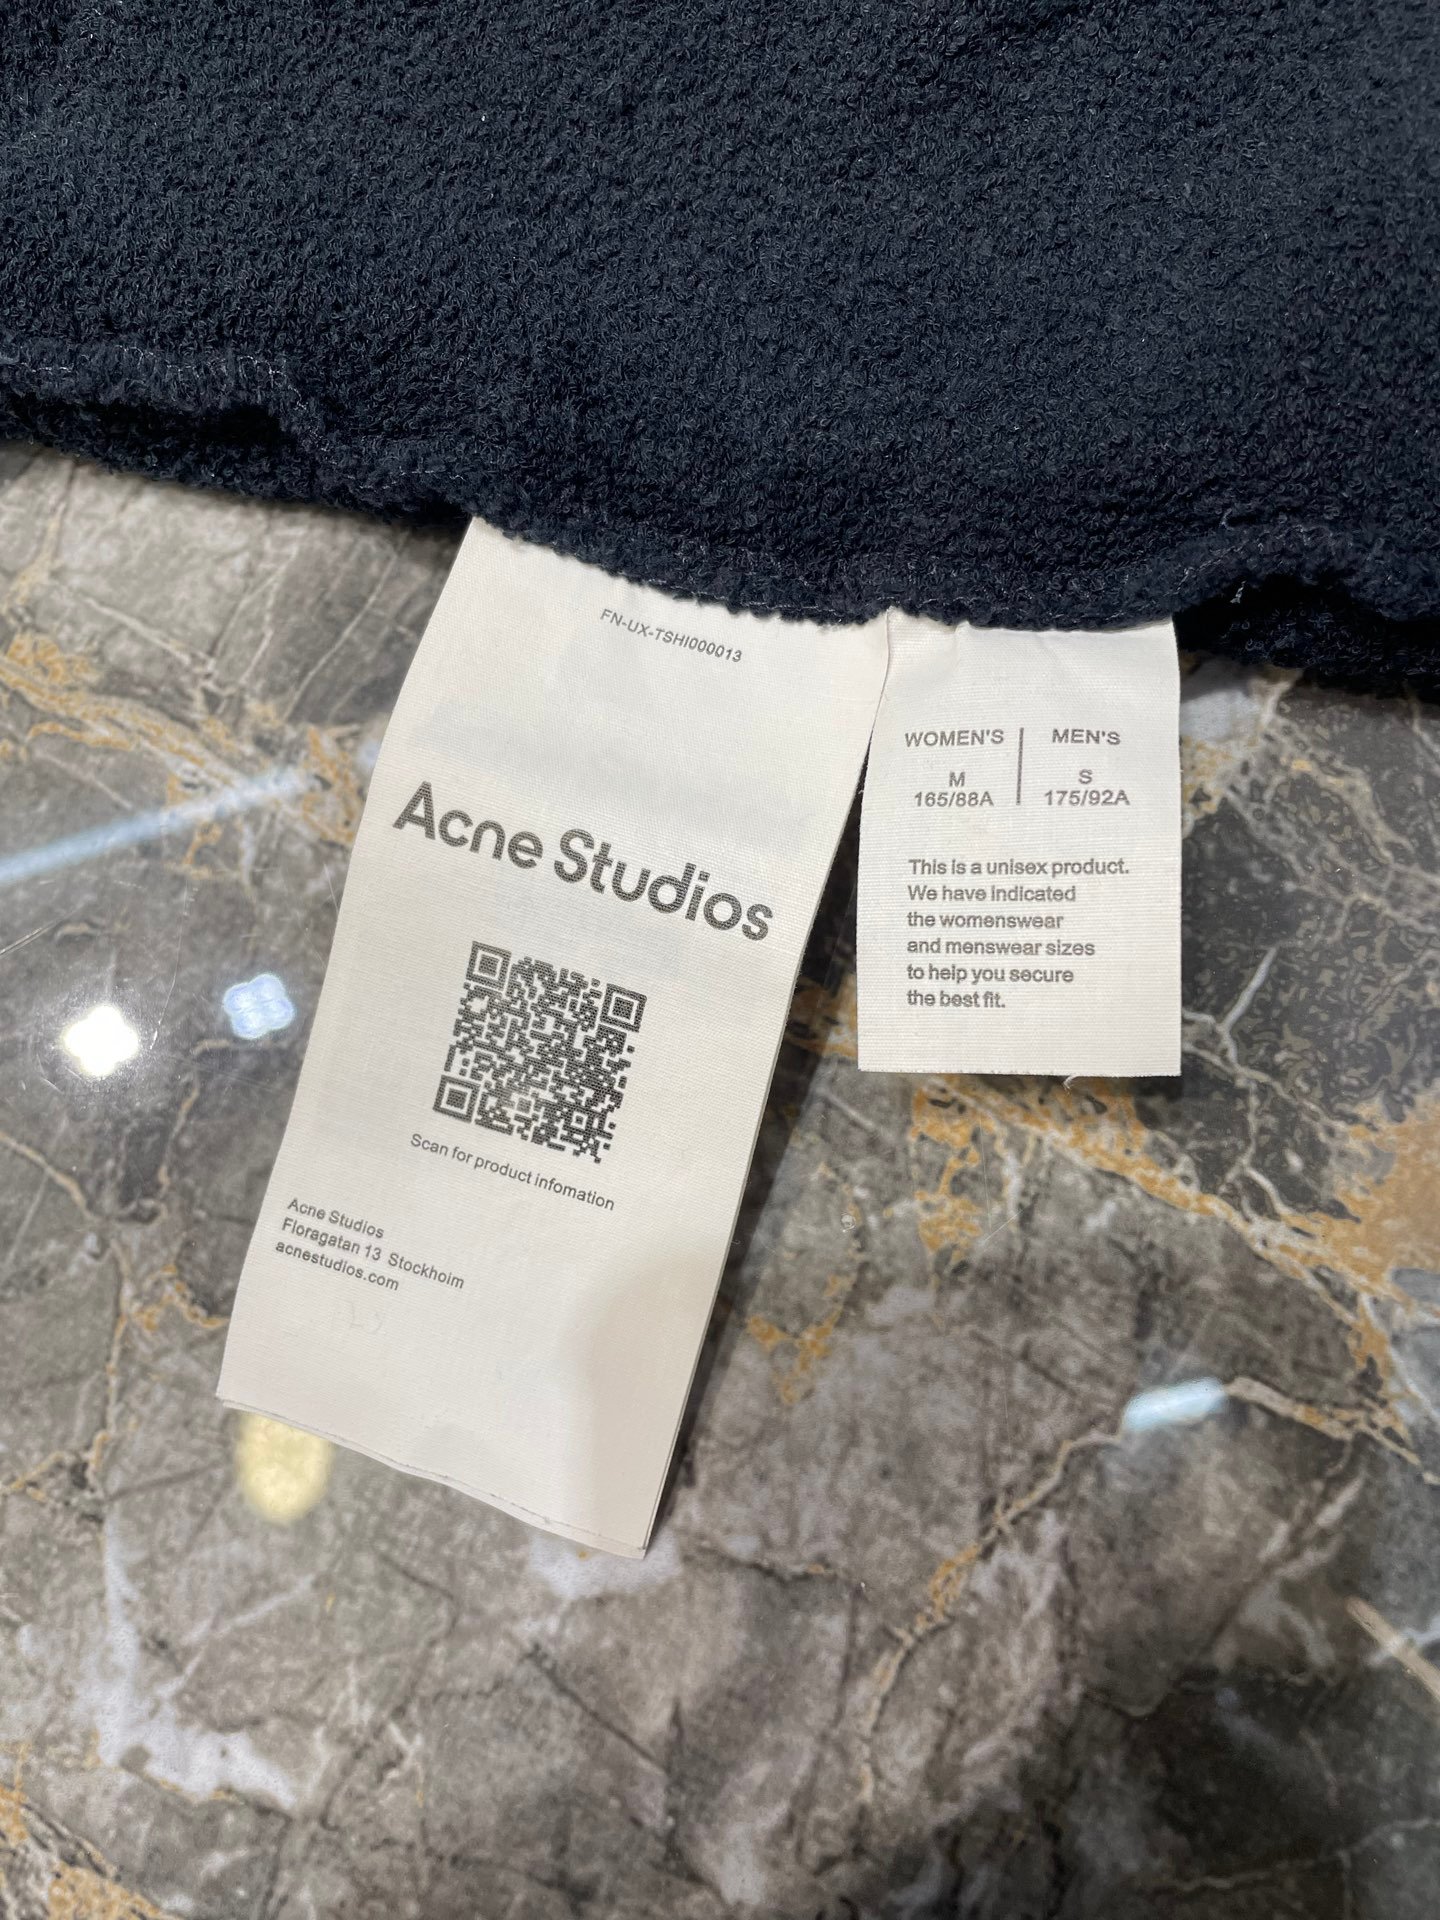 FN-UX-TSHI000013
Acne Studios
Scan for product infomation
Acne Studios
Floragatan 13 Stockhoim
acnestudios.com
WOMEN'S | MEN'S
M S
165/88A 175/92A
This is a unisex product.
We have indicated
the womenswear
and menswear sizes
to help you secure
the best fit.